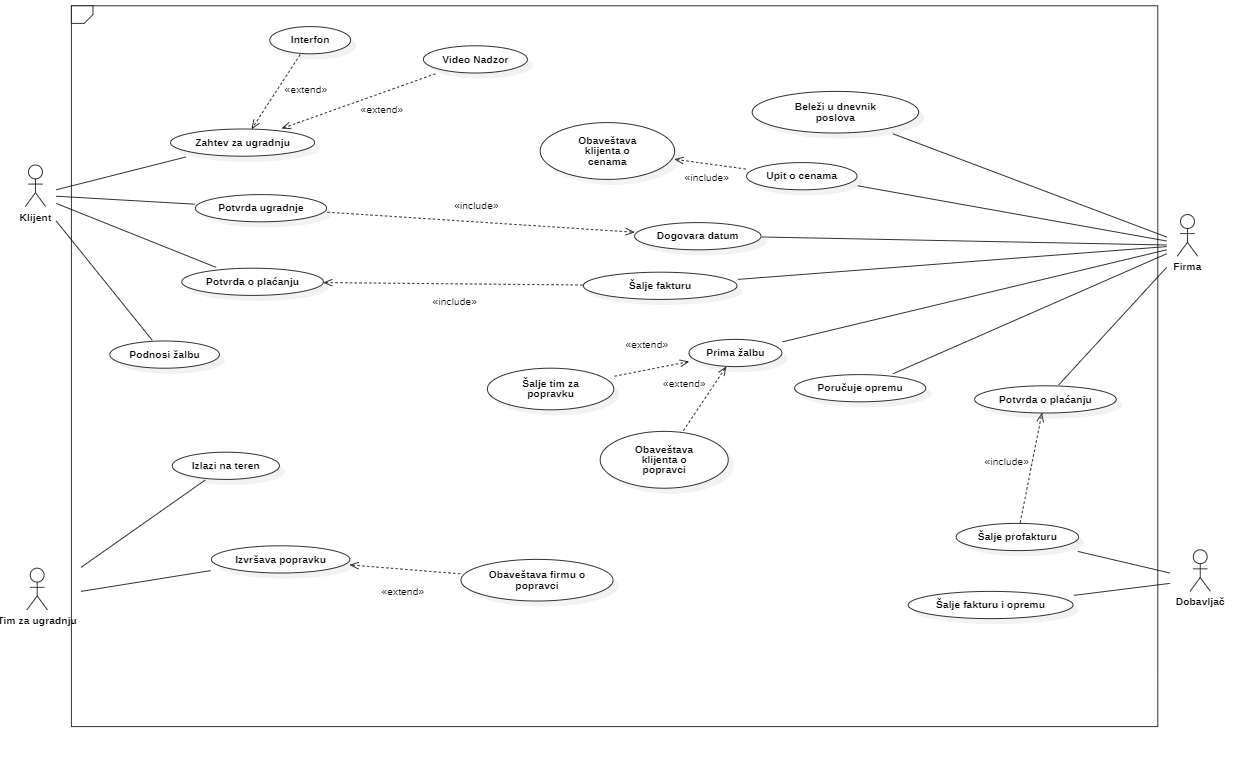 Interfon
Video Nadzor
«extend»
«extend»
Beleži u dnevnik
poslova
Zahtev za ugradnju
Obaveštava
klijenta o
cenama
Upit o cenama
«include»
Klijent
Potvrda ugradnje
«include»
Dogovara datum
Firma
Potvrda o plaćanju
Šalje fakturu
«include»
Podnosi žalbu
«extend»
Prima žalbu
Šalje tim za
popravku
«extend»
Poručuje opremu
Potvrda o plaćanju
Obaveštava
klijenta o
popravci
Izlazi na teren
«include»
Šalje profakturu
Izvršava popravku
Obaveštava firmu o
popravci
«extend»
Dobavljač
Šalje fakturu i opremu
Tim za ugradnju